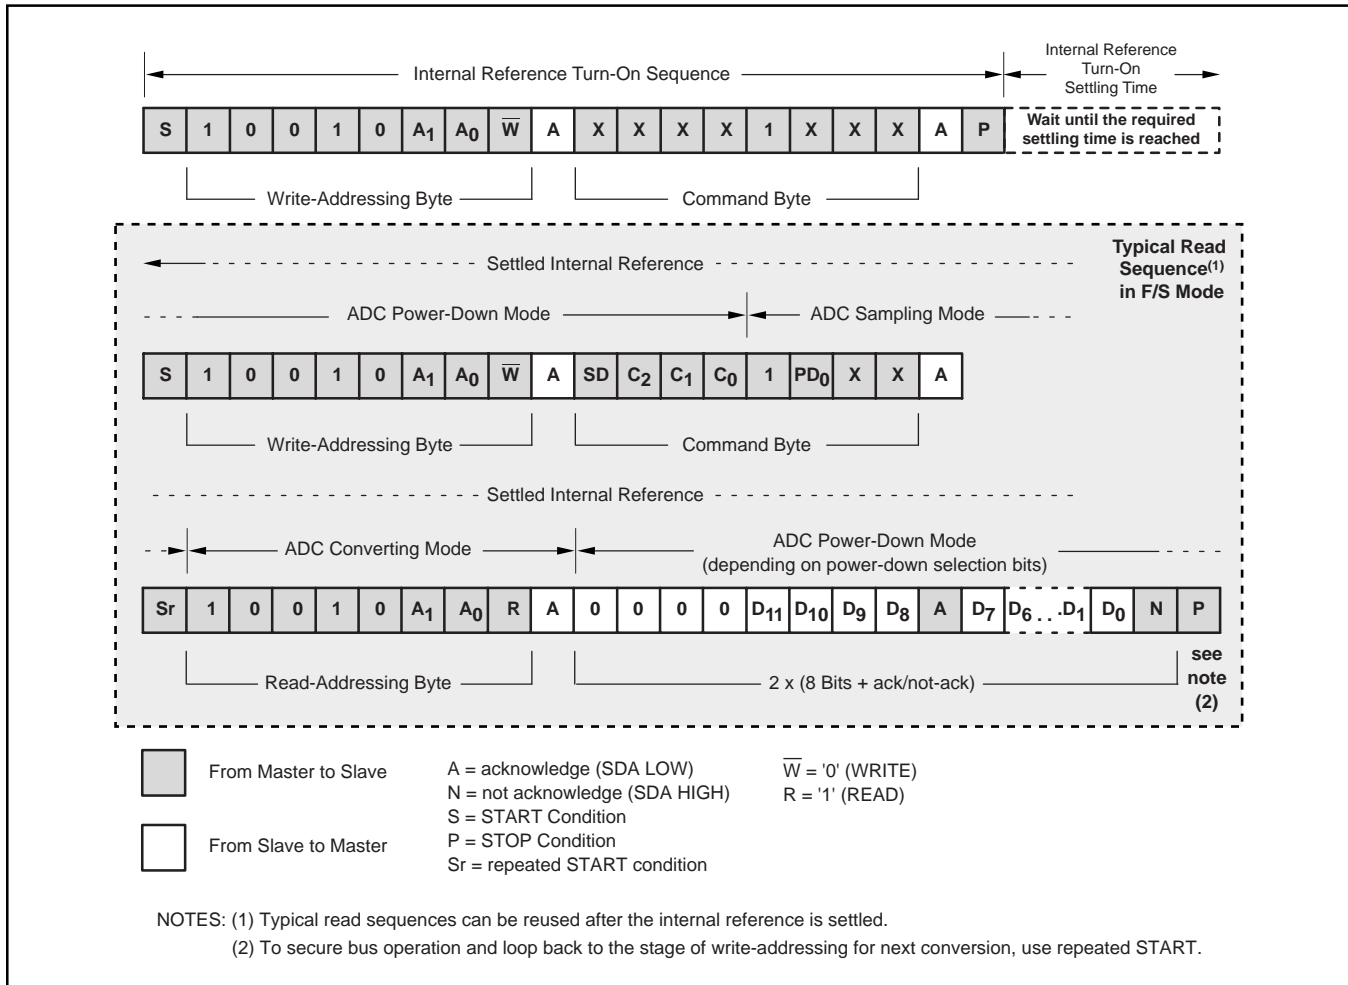 Internal Reference Turn-On Sequence
Internal Reference
Turn-On
Settling Time
S 1 0 0 1 0 A1 A0 W̅ A X X X X 1 X X X A P
Wait until the required
settling time is reached
Write-Addressing Byte
Command Byte
Typical Read
Sequence(1)
in F/S Mode
Settled Internal Reference
ADC Power-Down Mode
ADC Sampling Mode
S 1 0 0 1 0 A1 A0 W̅ A SD C2 C1 C0 1 PD0 X X A
Write-Addressing Byte
Command Byte
Settled Internal Reference
ADC Converting Mode
ADC Power-Down Mode
(depending on power-down selection bits)
Sr 1 0 0 1 0 A1 A0 R A 0 0 0 0 D11 D10 D9 D8 A D7 D6 . . .D1 D0 N P
Read-Addressing Byte
2 x (8 Bits + ack/not-ack)
see
note
(2)
From Master to Slave
From Slave to Master
A = acknowledge (SDA LOW)
N = not acknowledge (SDA HIGH)
S = START Condition
P = STOP Condition
Sr = repeated START condition
W̅ = '0' (WRITE)
R = '1' (READ)
NOTES: (1) Typical read sequences can be reused after the internal reference is settled.
(2) To secure bus operation and loop back to the stage of write-addressing for next conversion, use repeated START.